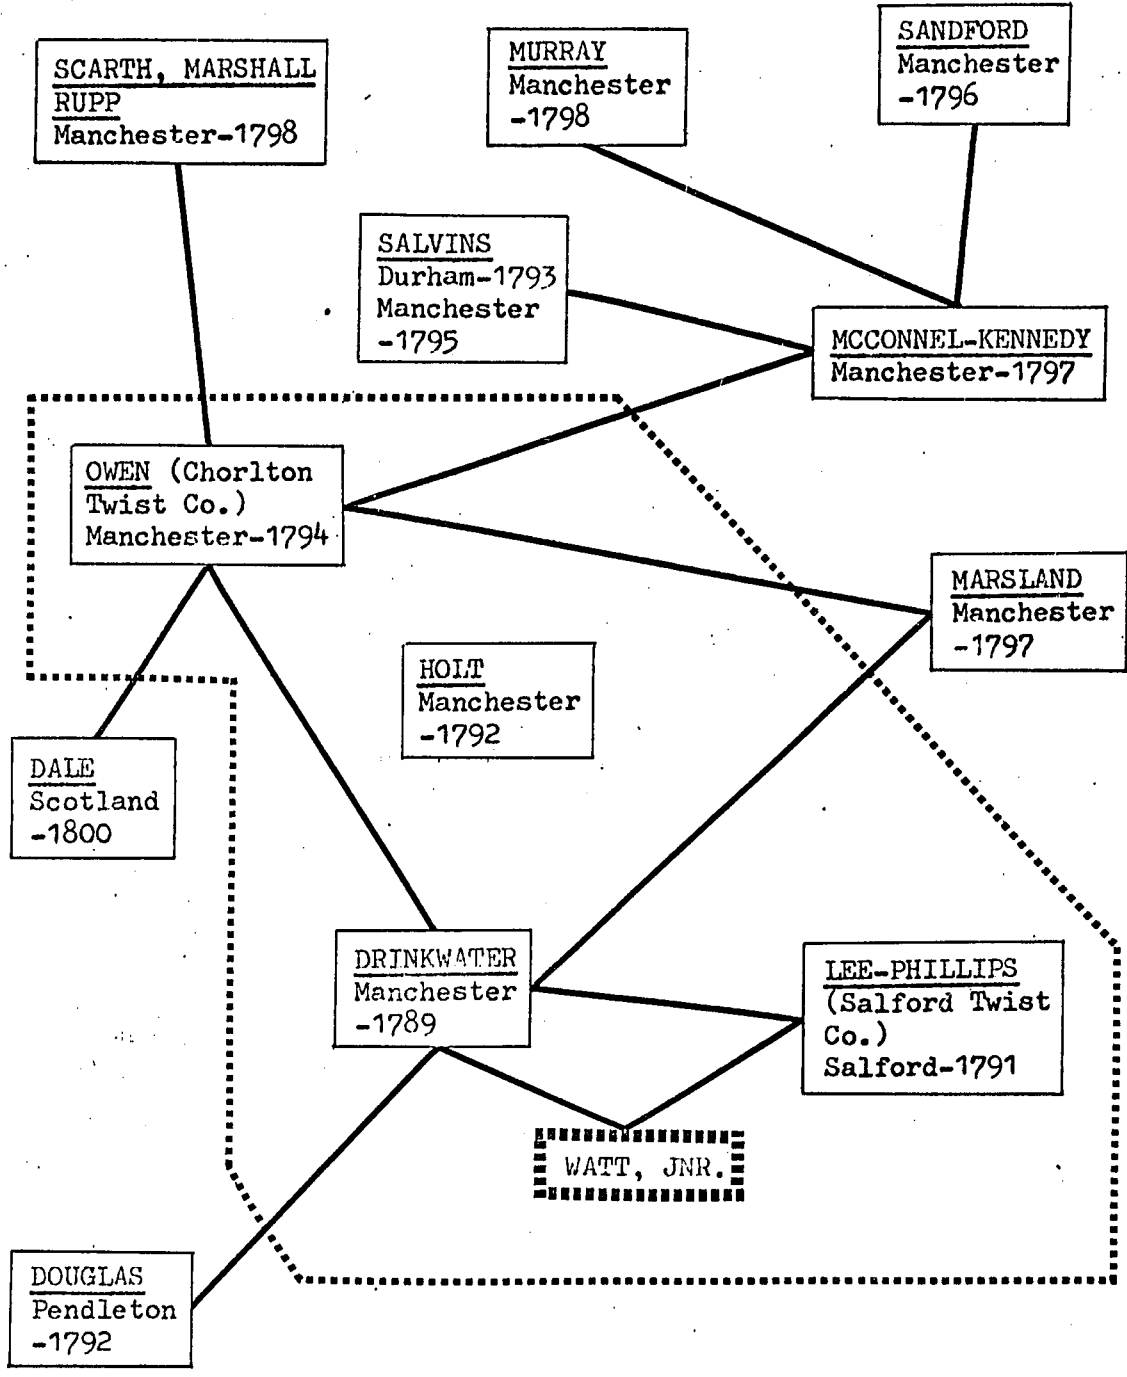 SCARTH, MARSHALL
RUPP
Manchester-1798
MURRAY
Manchester
-1798
SANDFORD
Manchester
-1796
SALVINS
Durham-1793
Manchester
-1795
MCCONNEL-KENNEDY
Manchester-1797
OWEN (Chorlton
Twist Co.)
Manchester-1794
MARSLAND
Manchester
-1797
HOLT
Manchester
-1792
DALE
Scotland
-1800
DRINKWATER
Manchester
-1789
LEE-PHILLIPS
(Salford Twist
Co.)
Salford-1791
WATT, JNR.
DOUGLAS
Pendleton
-1792